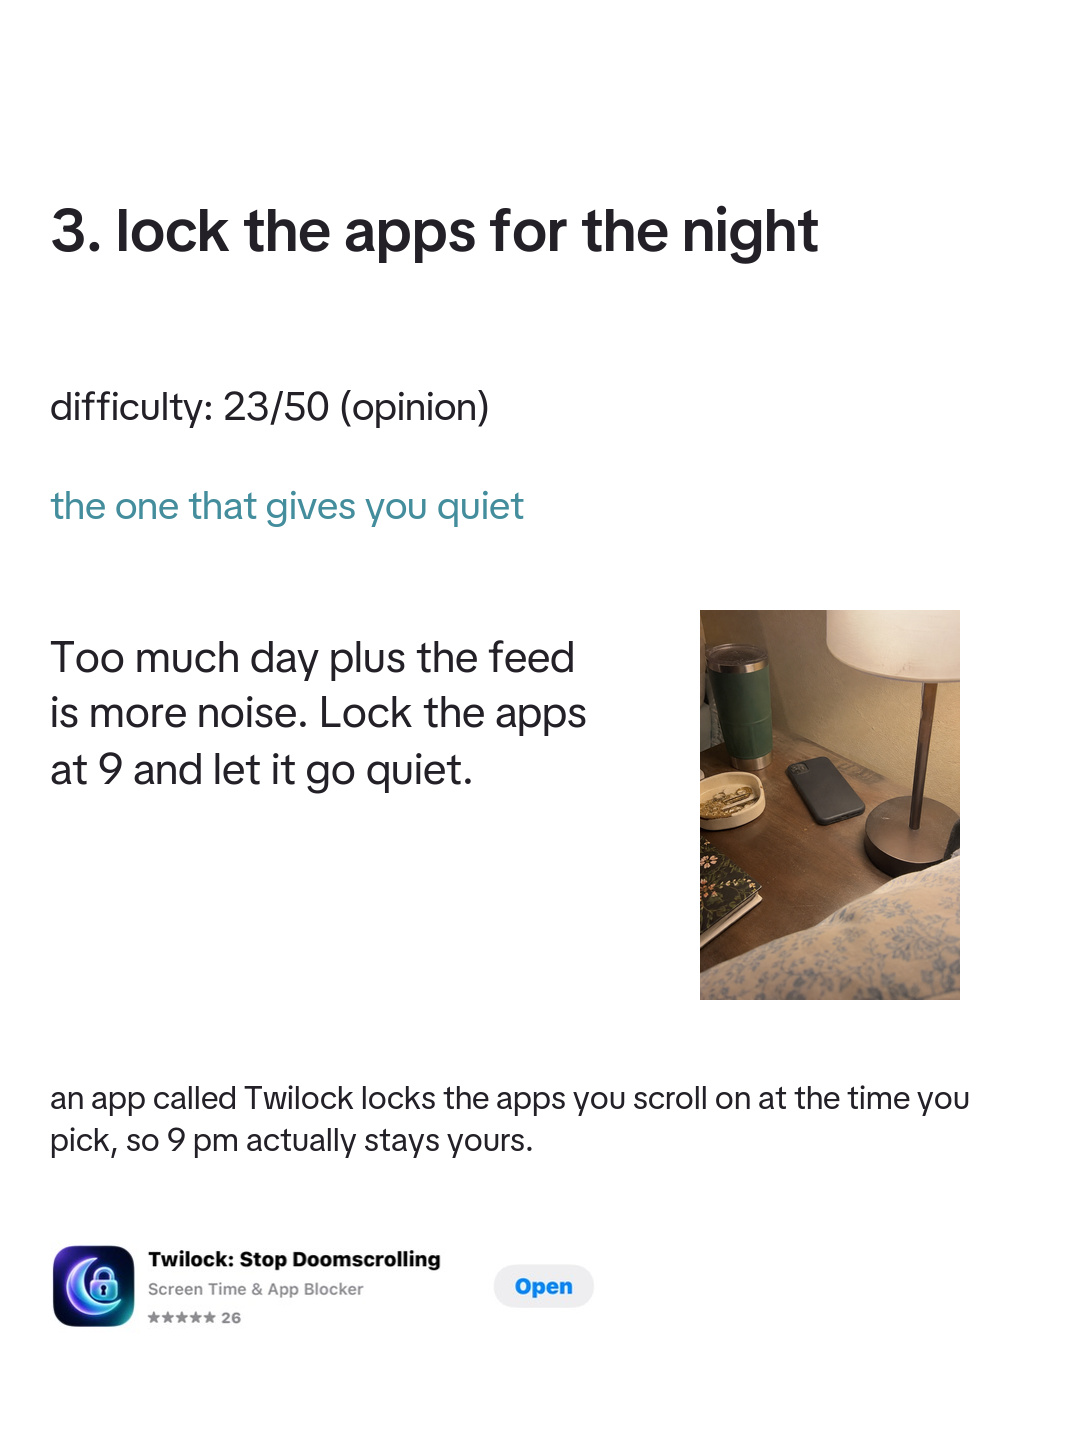 3. lock the apps for the night
difficulty: 23/50 (opinion)
the one that gives you quiet
Too much day plus the feed
is more noise. Lock the apps
at 9 and let it go quiet.
an app called Twilock locks the apps you scroll on at the time you
pick, so 9 pm actually stays yours.
Twilock: Stop Doomscrolling
Screen Time & App Blocker
★★★★★ 26
Open